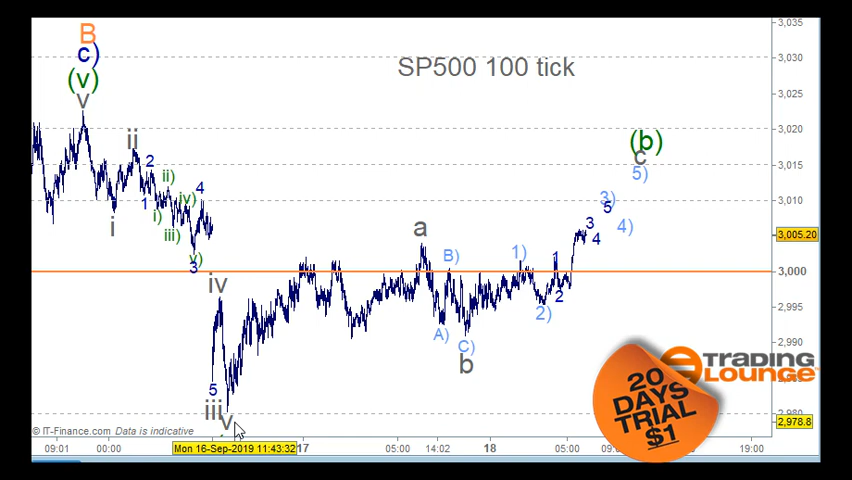 SP500 100 tick
B
c)
(v)
v
i
ii
1
2
i)
ii)
iii)
iv)
v)
3
4
5
iii
iv
v
a
A)
B)
C)
b
1)
2)
1
2
3
4
5
3)
4)
5)
c
(b)
3,035
3,030
3,025
3,020
3,015
3,010
3,005.20
3,000
2,995
2,990
2,980
2,978.8
TRADING
LOUNGE
20
DAYS
TRIAL
$1
© IT-Finance.com Data is indicative
09:01
00:00
Mon 16-Sep-2019 11:43:32
17
05:00
14:02
18
05:00
19:00